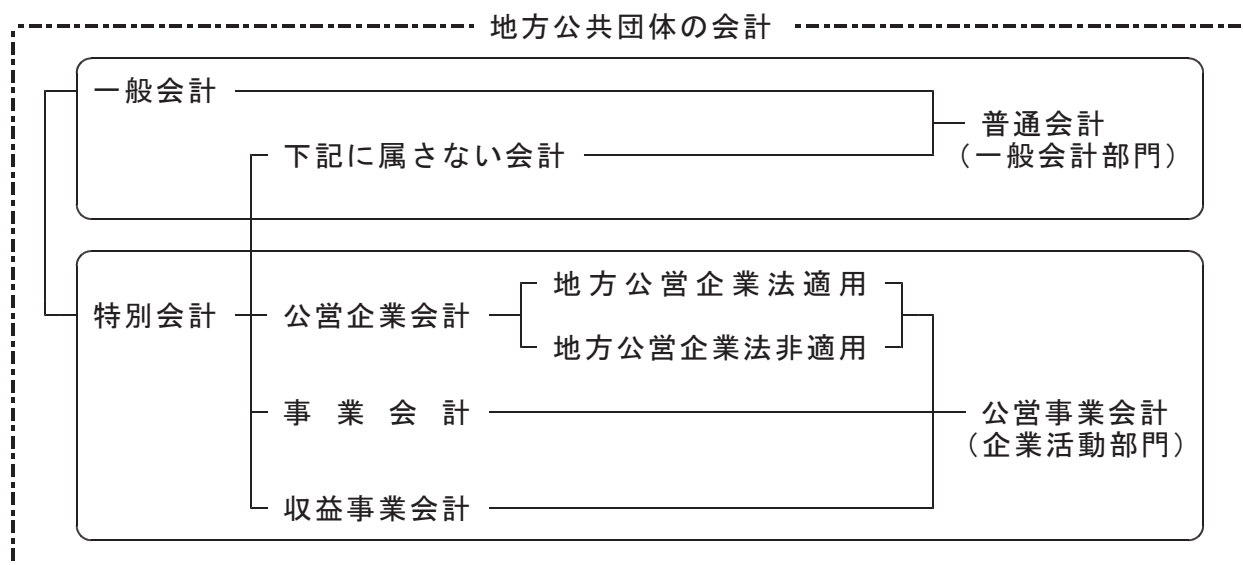 地方公共団体の会計
一般会計
下記に属さない会計
普通会計
（一般会計部門）
特別会計
公営企業会計
地方公営企業法適用
地方公営企業法非適用
事業会計
公営事業会計
（企業活動部門）
収益事業会計